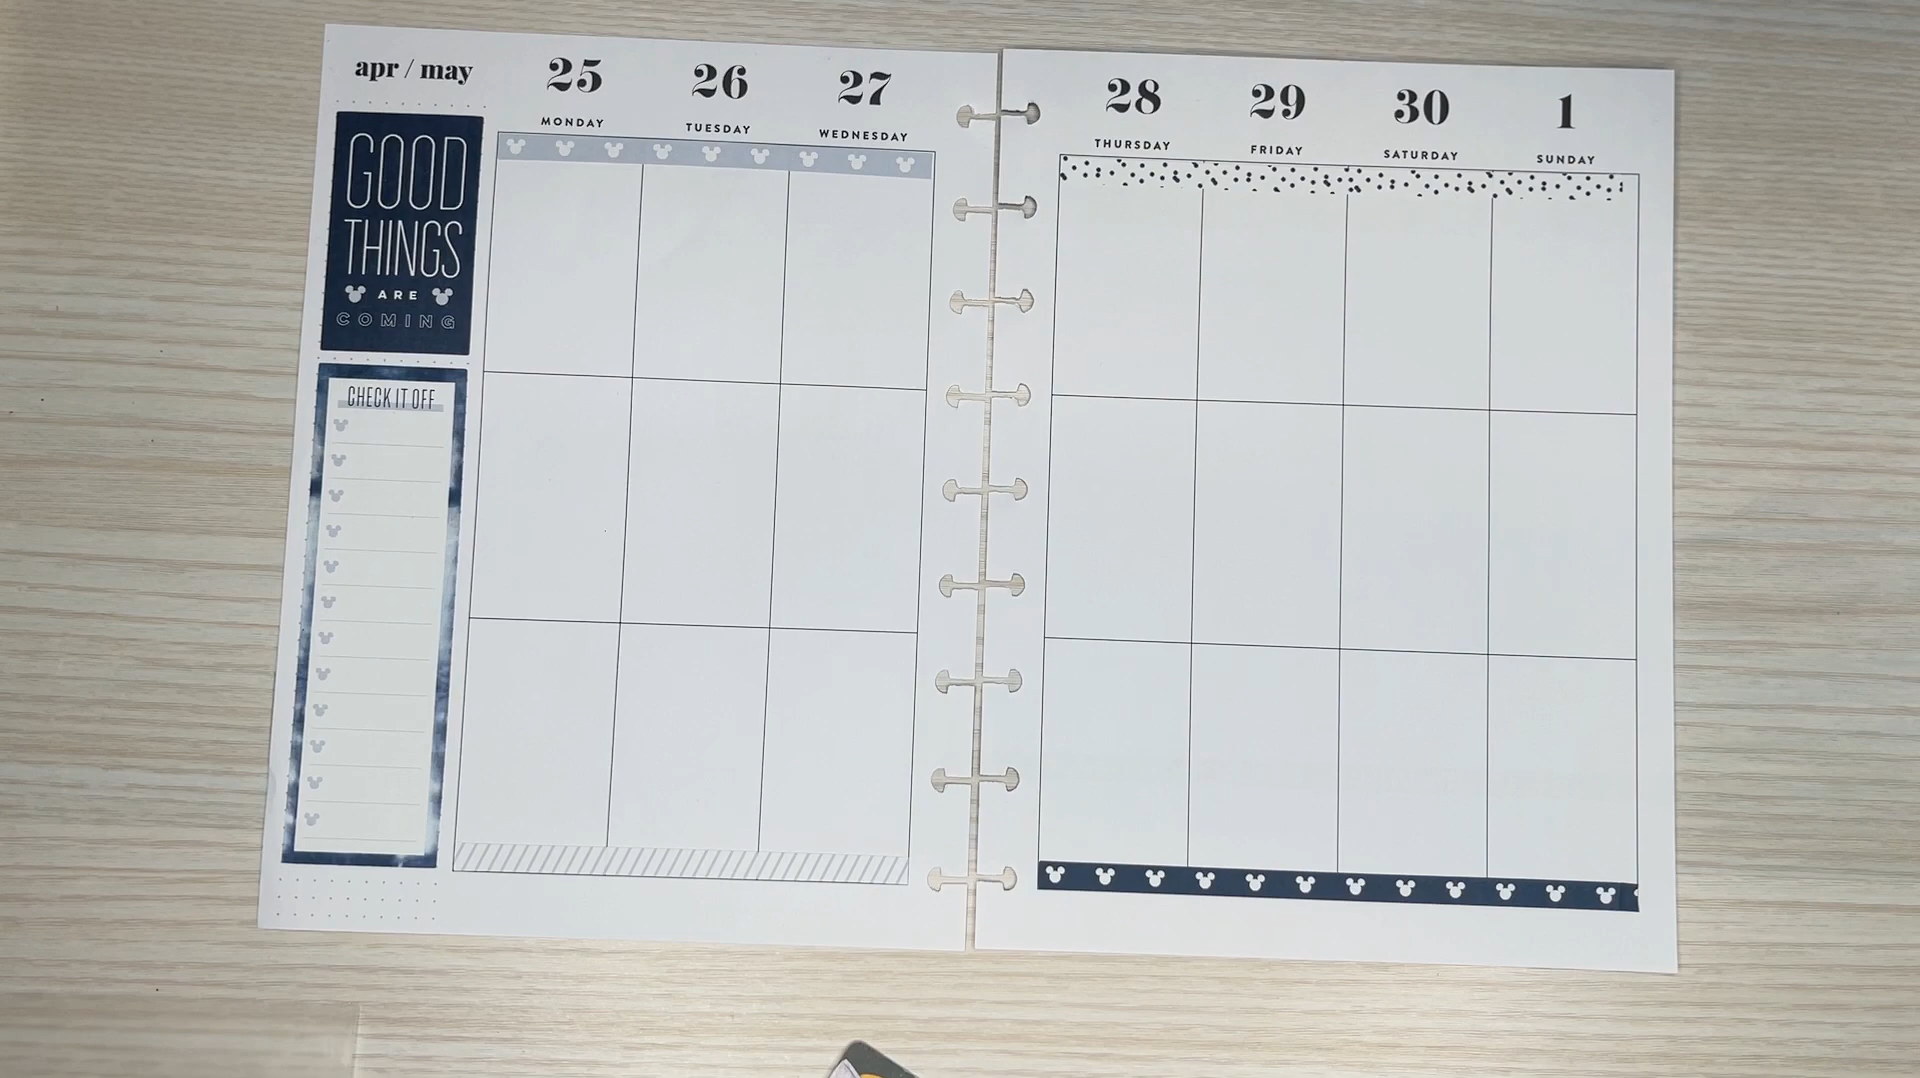 apr / may
25
MONDAY
26
TUESDAY
27
WEDNESDAY
28
THURSDAY
29
FRIDAY
30
SATURDAY
1
SUNDAY
GOOD
THINGS
ARE
COMING
CHECK IT OFF